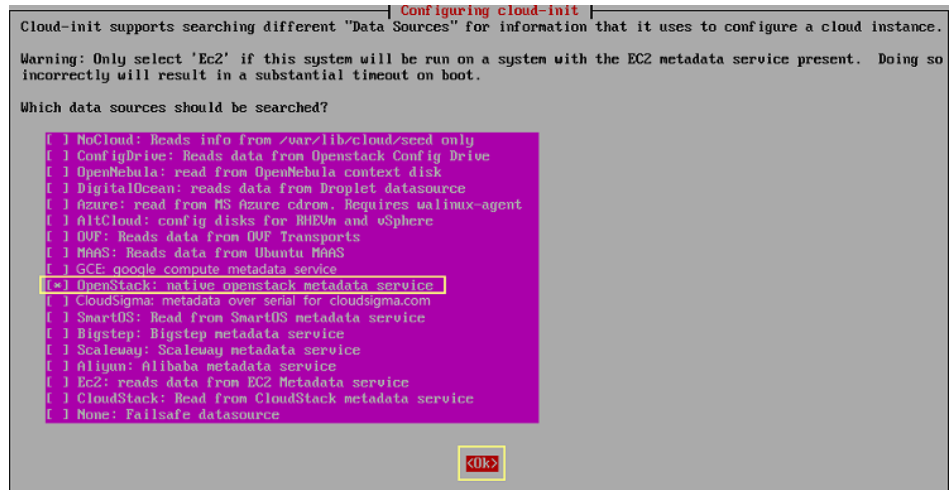 Configuring cloud-init
Cloud-init supports searching different "Data Sources" for information that it uses to configure a cloud instance.
Warning: Only select 'Ec2' if this system will be run on a system with the EC2 metadata service present.  Doing so
incorrectly will result in a substantial timeout on boot.
Which data sources should be searched?
[ ] NoCloud: Reads info from /var/lib/cloud/seed only
[ ] ConfigDrive: Reads data from Openstack Config Drive
[ ] OpenNebula: read from OpenNebula context disk
[ ] DigitalOcean: reads data from Droplet datasource
[ ] Azure: read from MS Azure cdrom. Requires walinux-agent
[ ] AltCloud: config disks for RHEVm and vSphere
[ ] OVF: Reads data from OVF Transports
[ ] MAAS: Reads data from Ubuntu MAAS
[ ] GCE: google compute metadata service
[*] OpenStack: native openstack metadata service
[ ] CloudSigma: metadata over serial for cloudsigma.com
[ ] SmartOS: Read from SmartOS metadata service
[ ] Bigstep: Bigstep metadata service
[ ] Scaleway: Scaleway metadata service
[ ] Aliyun: Alibaba metadata service
[ ] Ec2: reads data from EC2 Metadata service
[ ] CloudStack: Read from CloudStack metadata service
[ ] None: Failsafe datasource
<Ok>